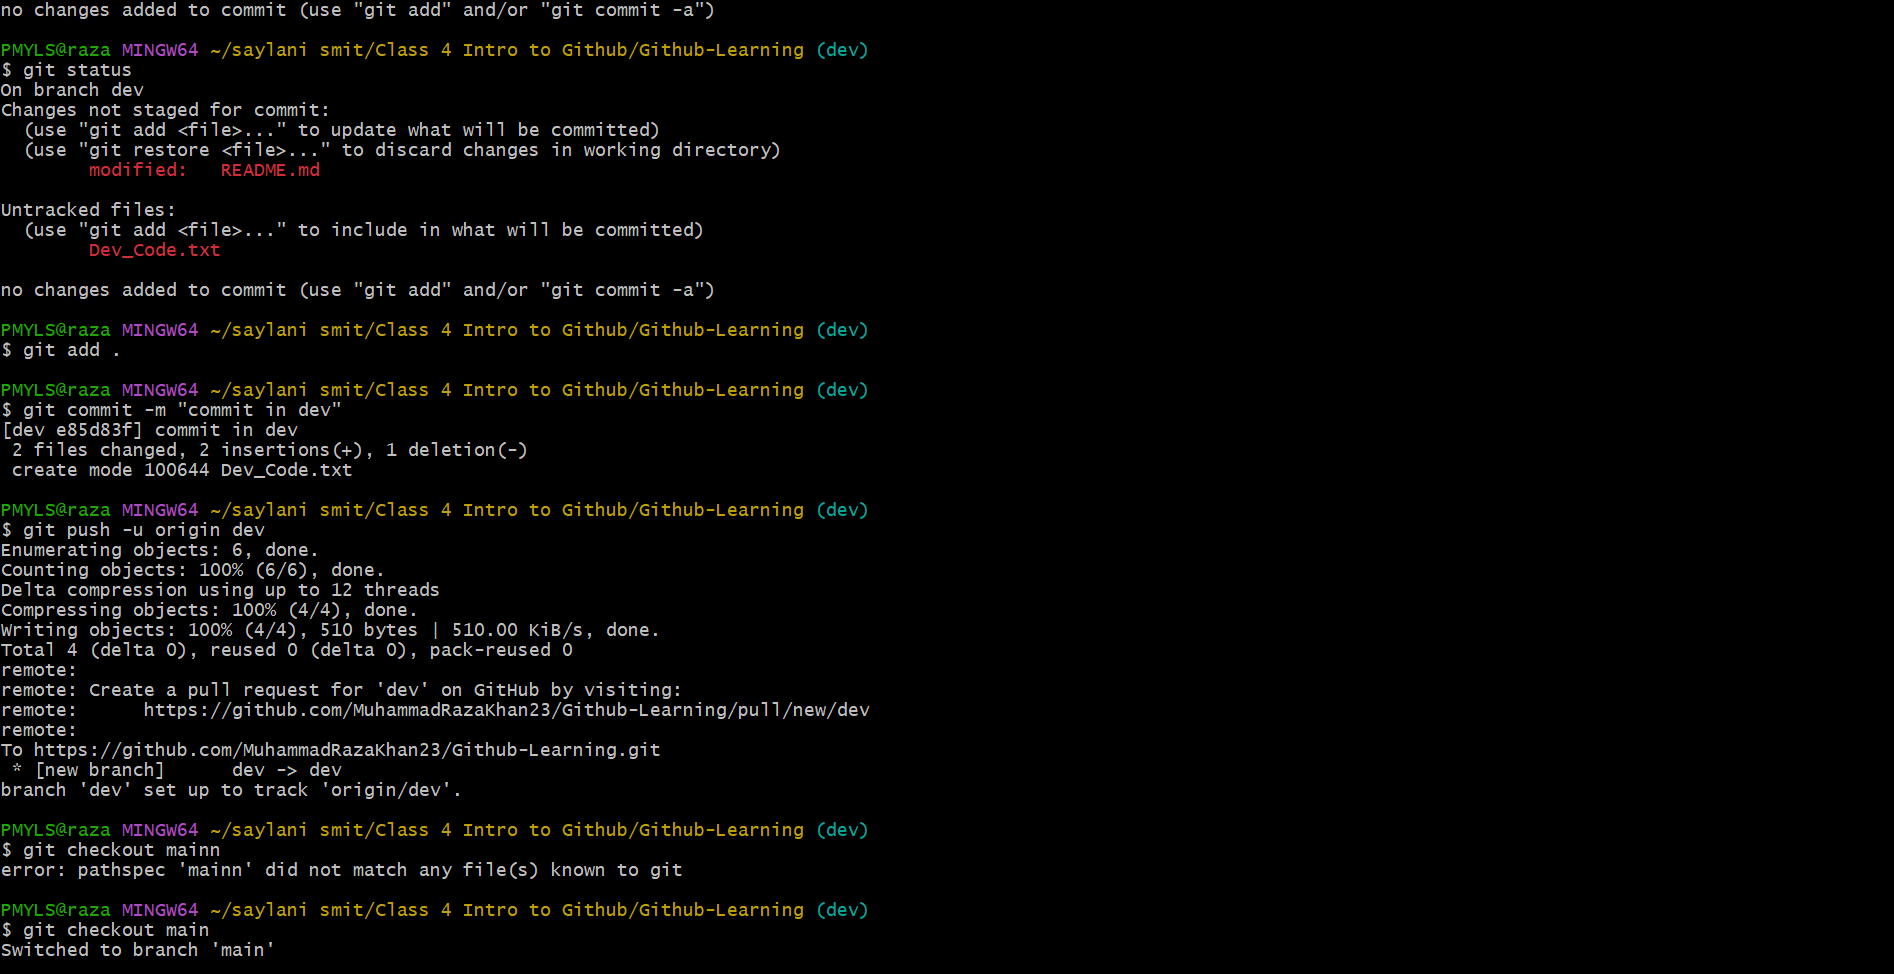 no changes added to commit (use "git add" and/or "git commit -a")
PMYLS@raza MINGW64 ~/saylani smit/Class 4 Intro to Github/Github-Learning (dev)
$ git status
On branch dev
Changes not staged for commit:
  (use "git add <file>..." to update what will be committed)
  (use "git restore <file>..." to discard changes in working directory)
        modified:   README.md
Untracked files:
  (use "git add <file>..." to include in what will be committed)
        Dev_Code.txt
no changes added to commit (use "git add" and/or "git commit -a")
PMYLS@raza MINGW64 ~/saylani smit/Class 4 Intro to Github/Github-Learning (dev)
$ git add .
PMYLS@raza MINGW64 ~/saylani smit/Class 4 Intro to Github/Github-Learning (dev)
$ git commit -m "commit in dev"
[dev e85d83f] commit in dev
 2 files changed, 2 insertions(+), 1 deletion(-)
 create mode 100644 Dev_Code.txt
PMYLS@raza MINGW64 ~/saylani smit/Class 4 Intro to Github/Github-Learning (dev)
$ git push -u origin dev
Enumerating objects: 6, done.
Counting objects: 100% (6/6), done.
Delta compression using up to 12 threads
Compressing objects: 100% (4/4), done.
Writing objects: 100% (4/4), 510 bytes | 510.00 KiB/s, done.
Total 4 (delta 0), reused 0 (delta 0), pack-reused 0
remote:
remote: Create a pull request for 'dev' on GitHub by visiting:
remote:      https://github.com/MuhammadRazaKhan23/Github-Learning/pull/new/dev
remote:
To https://github.com/MuhammadRazaKhan23/Github-Learning.git
 * [new branch]      dev -> dev
branch 'dev' set up to track 'origin/dev'.
PMYLS@raza MINGW64 ~/saylani smit/Class 4 Intro to Github/Github-Learning (dev)
$ git checkout mainn
error: pathspec 'mainn' did not match any file(s) known to git
PMYLS@raza MINGW64 ~/saylani smit/Class 4 Intro to Github/Github-Learning (dev)
$ git checkout main
Switched to branch 'main'